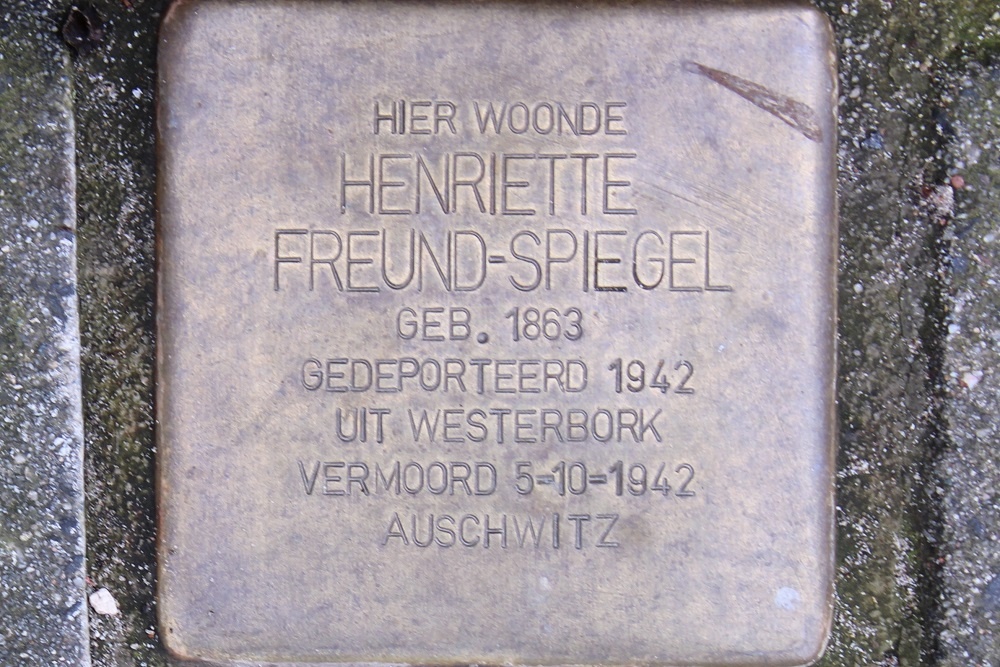 HIER WOONDE
HENRIETTE
FREUND-SPIEGEL
GEB. 1863
GEDEPORTEERD 1942
UIT WESTERBORK
VERMOORD 5-10-1942
AUSCHWITZ